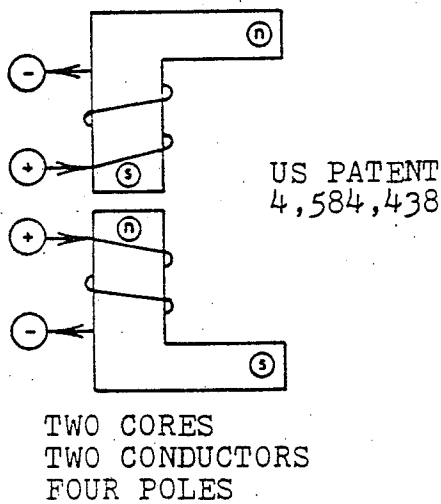 n
-
+
s
US PATENT
4,584,438
+
n
-
s
TWO CORES
TWO CONDUCTORS
FOUR POLES